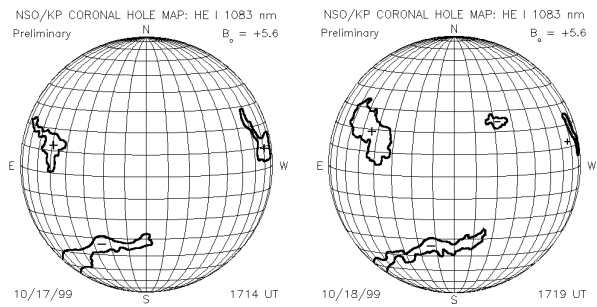 NSO/KP CORONAL HOLE MAP: HE I 1083 nm
Preliminary N B₀ = +5.6
E W
+ +
−
10/17/99 S 1714 UT
NSO/KP CORONAL HOLE MAP: HE I 1083 nm
Preliminary N B₀ = +5.6
−
+ +
E W
−
10/18/99 S 1719 UT